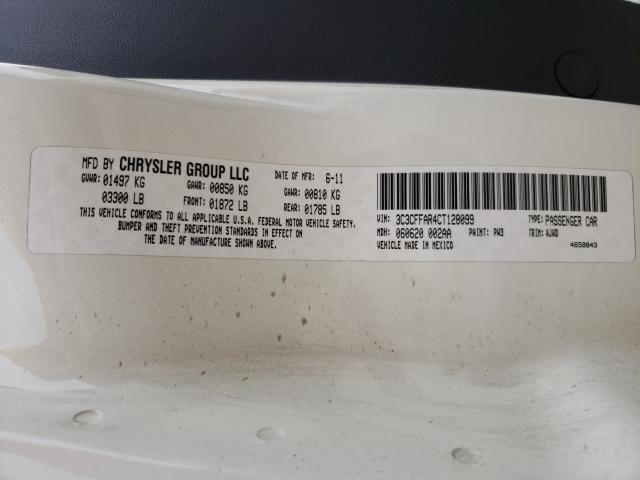 MFD BY CHRYSLER GROUP LLC DATE OF MFR: 6-11
GVWR: 01497 KG GAWR: 00850 KG GAWR: 00810 KG
03300 LB FRONT: 01872 LB REAR: 01785 LB
THIS VEHICLE CONFORMS TO ALL APPLICABLE U.S.A. FEDERAL MOTOR VEHICLE SAFETY,
BUMPER AND THEFT PREVENTION STANDARDS IN EFFECT ON
THE DATE OF MANUFACTURE SHOWN ABOVE.
VIN: 3C3CFFAR4CT128099 TYPE: PASSENGER CAR
MDH: 060620 002AA PAINT: PW3 TRIM: AJWD
VEHICLE MADE IN MEXICO 4658843